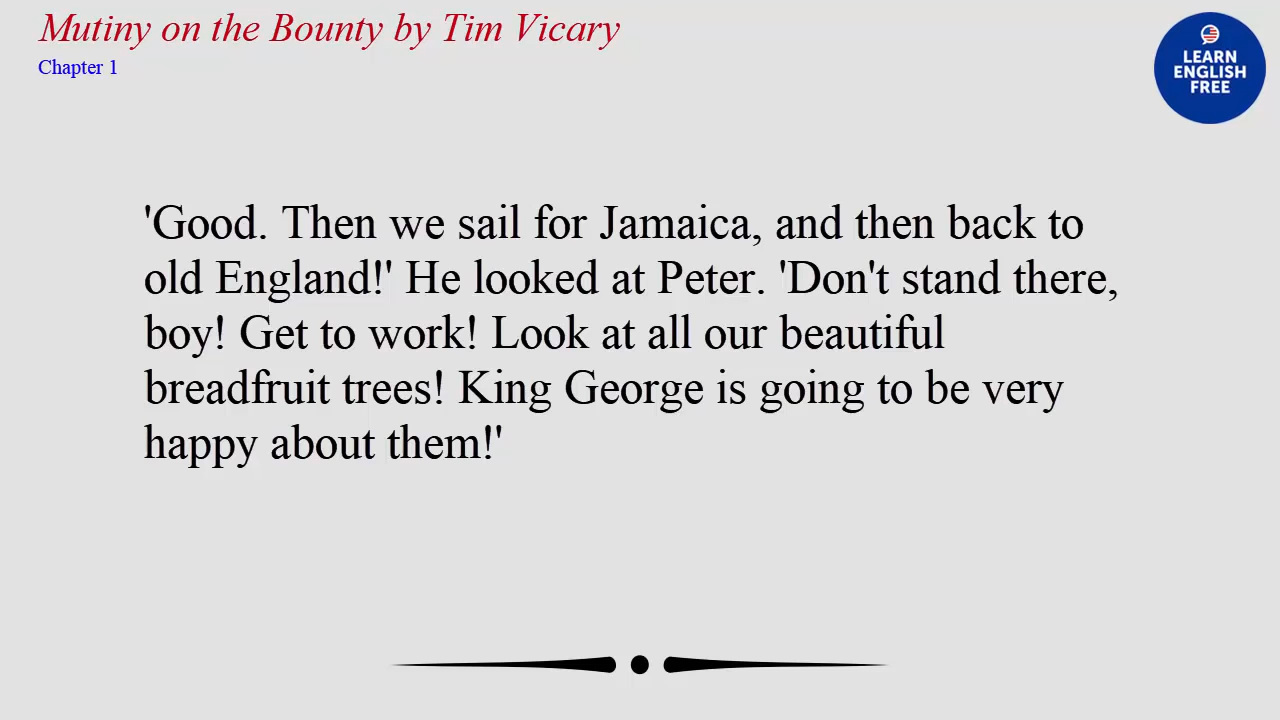 Mutiny on the Bounty by Tim Vicary
Chapter 1
LEARN
ENGLISH
FREE
'Good. Then we sail for Jamaica, and then back to
old England!' He looked at Peter. 'Don't stand there,
boy! Get to work! Look at all our beautiful
breadfruit trees! King George is going to be very
happy about them!'